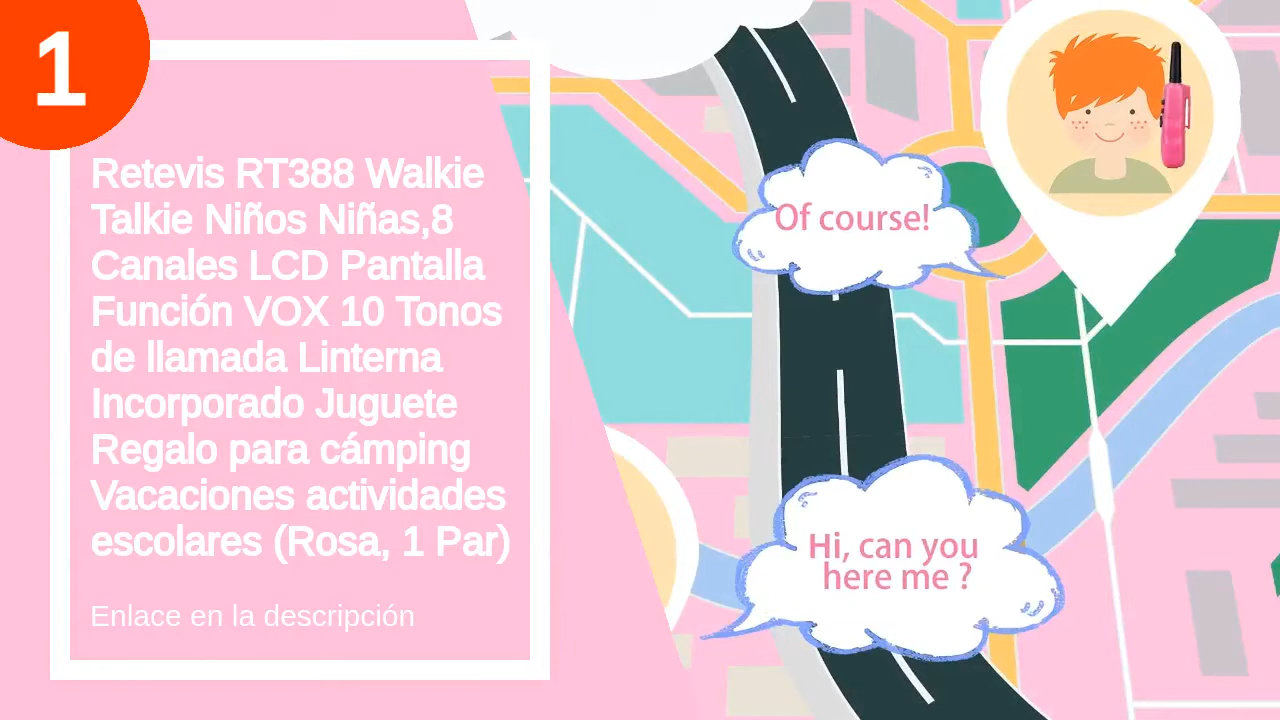 1
Retevis RT388 Walkie
Talkie Niños Niñas,8
Canales LCD Pantalla
Función VOX 10 Tonos
de llamada Linterna
Incorporado Juguete
Regalo para cámping
Vacaciones actividades
escolares (Rosa, 1 Par)
Enlace en la descripción
Of course!
Hi, can you
here me ?